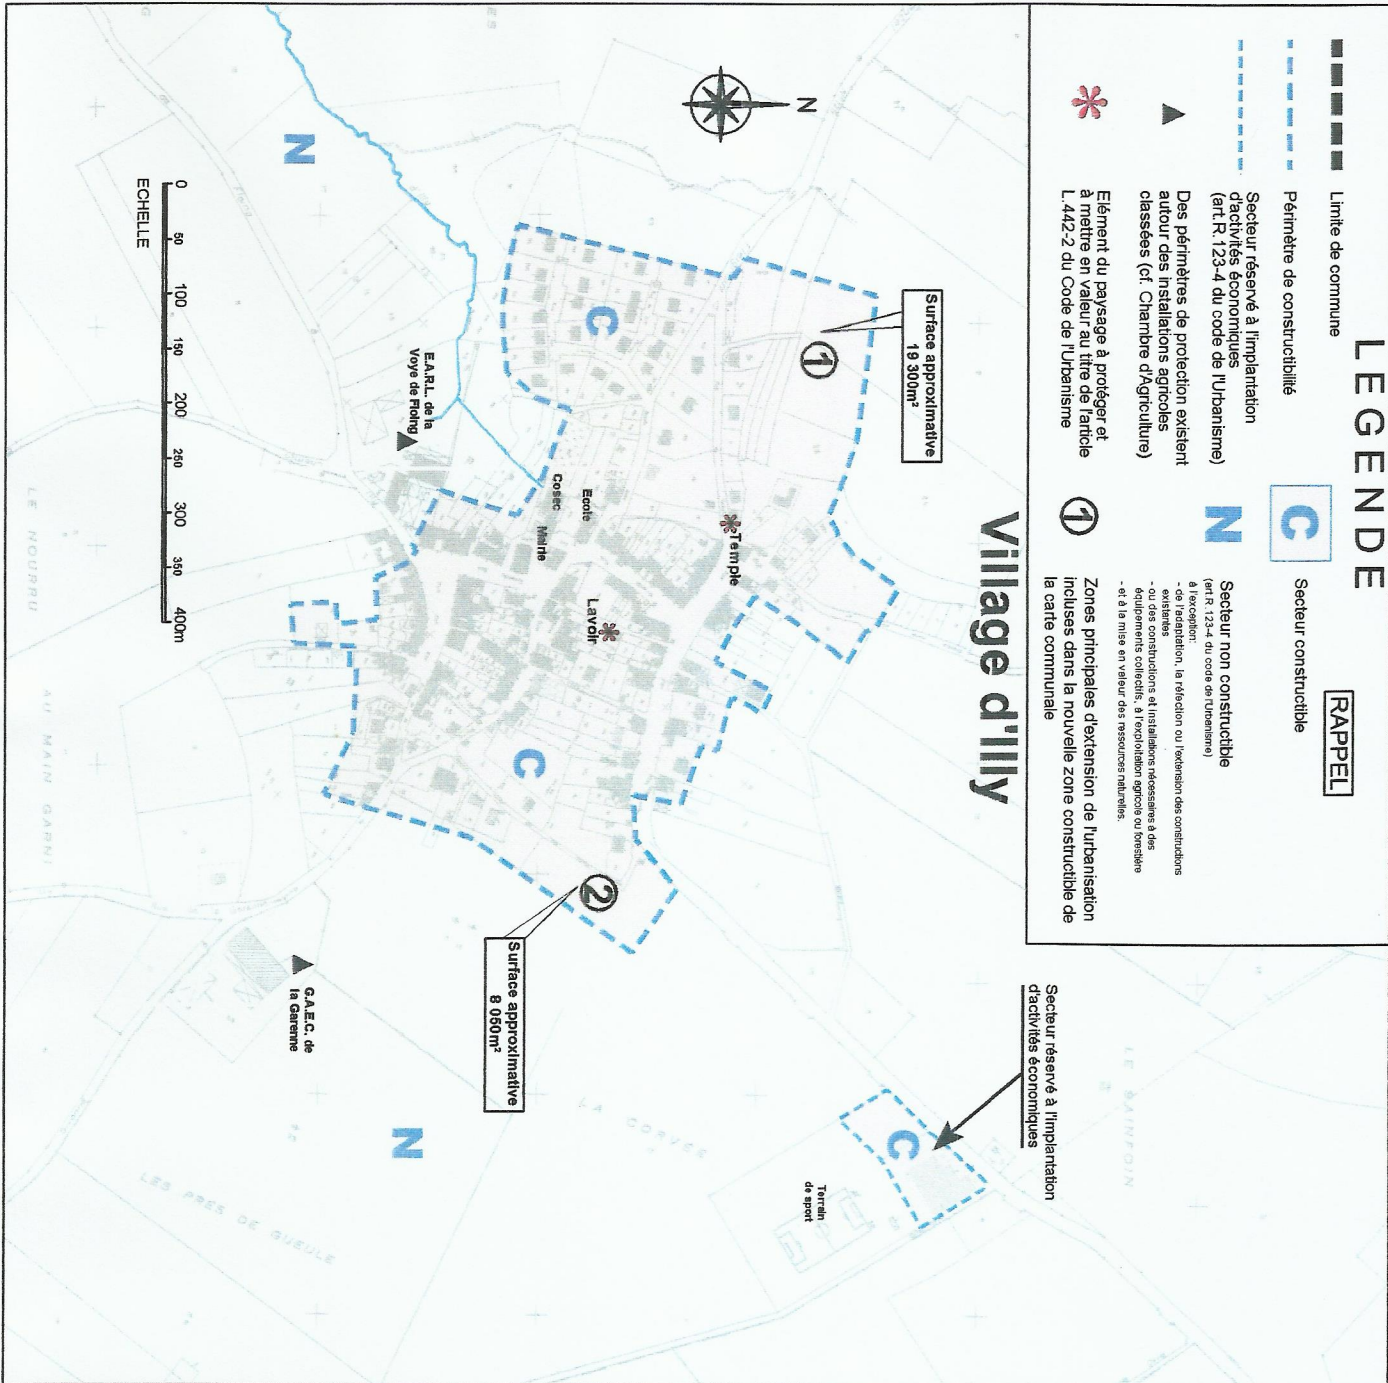 LEGENDE
RAPPEL
Limite de commune
Périmètre de constructibilité
Secteur réservé à l'implantation
d'activités économiques
(art.R.123-4 du code de l'Urbanisme)
Des périmètres de protection existent
autour des installations agricoles
classées (cf. Chambre d'Agriculture)
Elément du paysage à protéger et
à mettre en valeur au titre de l'article
L.442-2 du Code de l'Urbanisme
C
Secteur constructible
N
Secteur non constructible
(art.R.123-4 du code de l'Urbanisme)
à l'exception:
- de l'adaptation, la réfection ou l'extension des constructions
existantes
- ou des constructions et installations nécessaires à des
équipements collectifs, à l'exploitation agricole ou forestière
- et à la mise en valeur des ressources naturelles.
1
Zones principales d'extension de l'urbanisation
incluses dans la nouvelle zone constructible de
la carte communale
Village d'Illy
N
Surface approximative
19 300m²
1
Secteur réservé à l'implantation
d'activités économiques
C
LE SAINFOIN
Terrain
de sport
Temple
Lavoir
C
Ecole
Cosec
Mairie
C
2
Surface approximative
8 050m²
LA CORVEE
N
E.A.R.L. de la
Voye de Floing
G.A.E.C. de
la Garenne
N
LES PRES DE GUEULE
0 50 100 150 200 250 300 350 400m
ECHELLE
LE NOURRU
AU MAIN GARNI